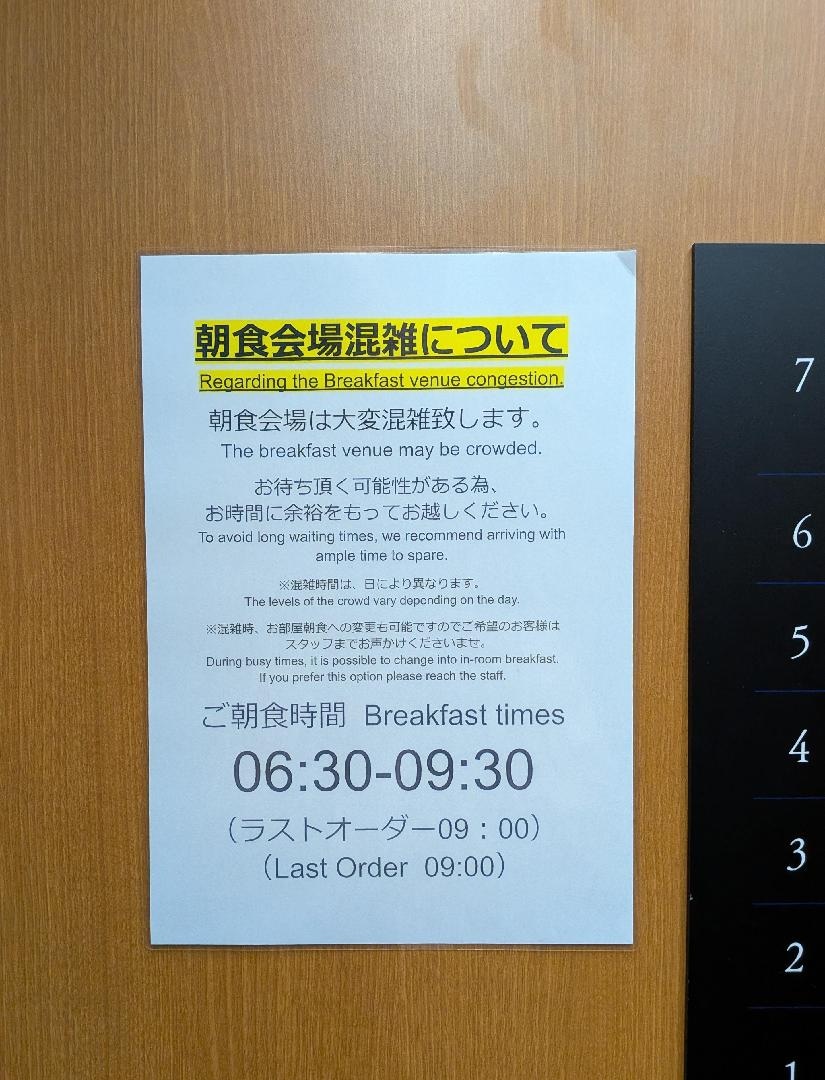 朝食会場混雑について
Regarding the Breakfast venue congestion.
朝食会場は大変混雑致します。
The breakfast venue may be crowded.
お待ち頂く可能性がある為、
お時間に余裕をもってお越しください。
To avoid long waiting times, we recommend arriving with
ample time to spare.
※混雑時間は、日により異なります。
The levels of the crowd vary depending on the day.
※混雑時、お部屋朝食への変更も可能ですのでご希望のお客様は
スタッフまでお声かけくださいませ。
During busy times, it is possible to change into in-room breakfast.
If you prefer this option please reach the staff.
ご朝食時間 Breakfast times
06:30-09:30
（ラストオーダー09：00）
（Last Order 09:00）
7
6
5
4
3
2
1